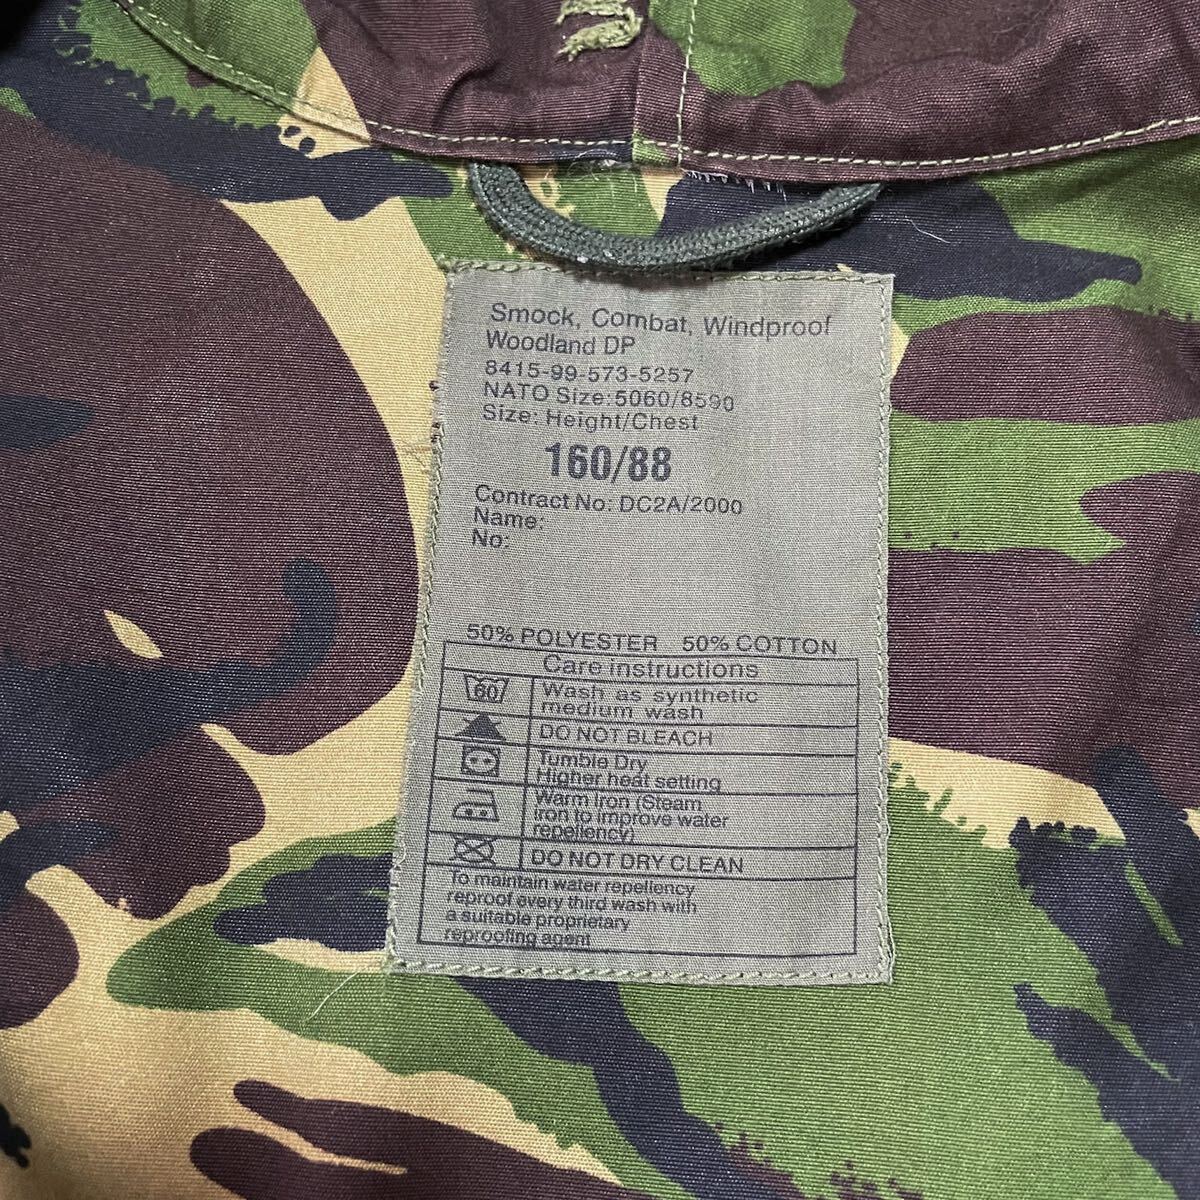 Smock, Combat, Windproof
Woodland DP
8415-99-573-5257
NATO Size:5060/8590
Size: Height/Chest
160/88
Contract No: DC2A/2000
Name:
No:
50% POLYESTER 50% COTTON
Care instructions
60
Wash as synthetic
medium wash
DO NOT BLEACH
Tumble Dry
Higher heat setting
Warm Iron (Steam
iron to improve water
repellency)
DO NOT DRY CLEAN
To maintain water repellency
reproof every third wash with
a suitable proprietary
reproofing agent